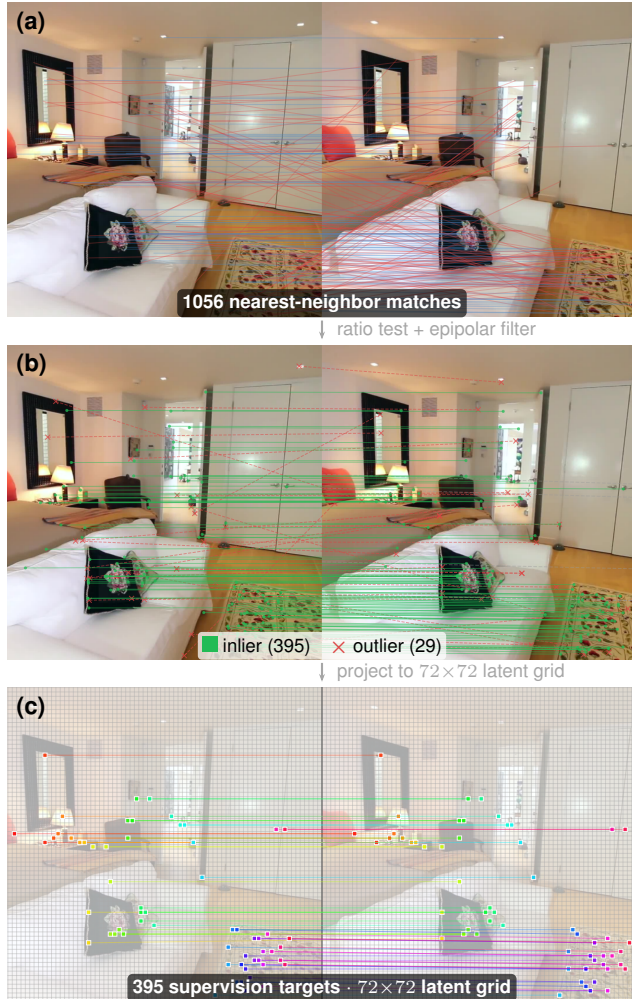 (a)
1056 nearest-neighbor matches
ratio test + epipolar filter
(b)
inlier (395) outlier (29)
project to 72×72 latent grid
(c)
395 supervision targets · 72×72 latent grid